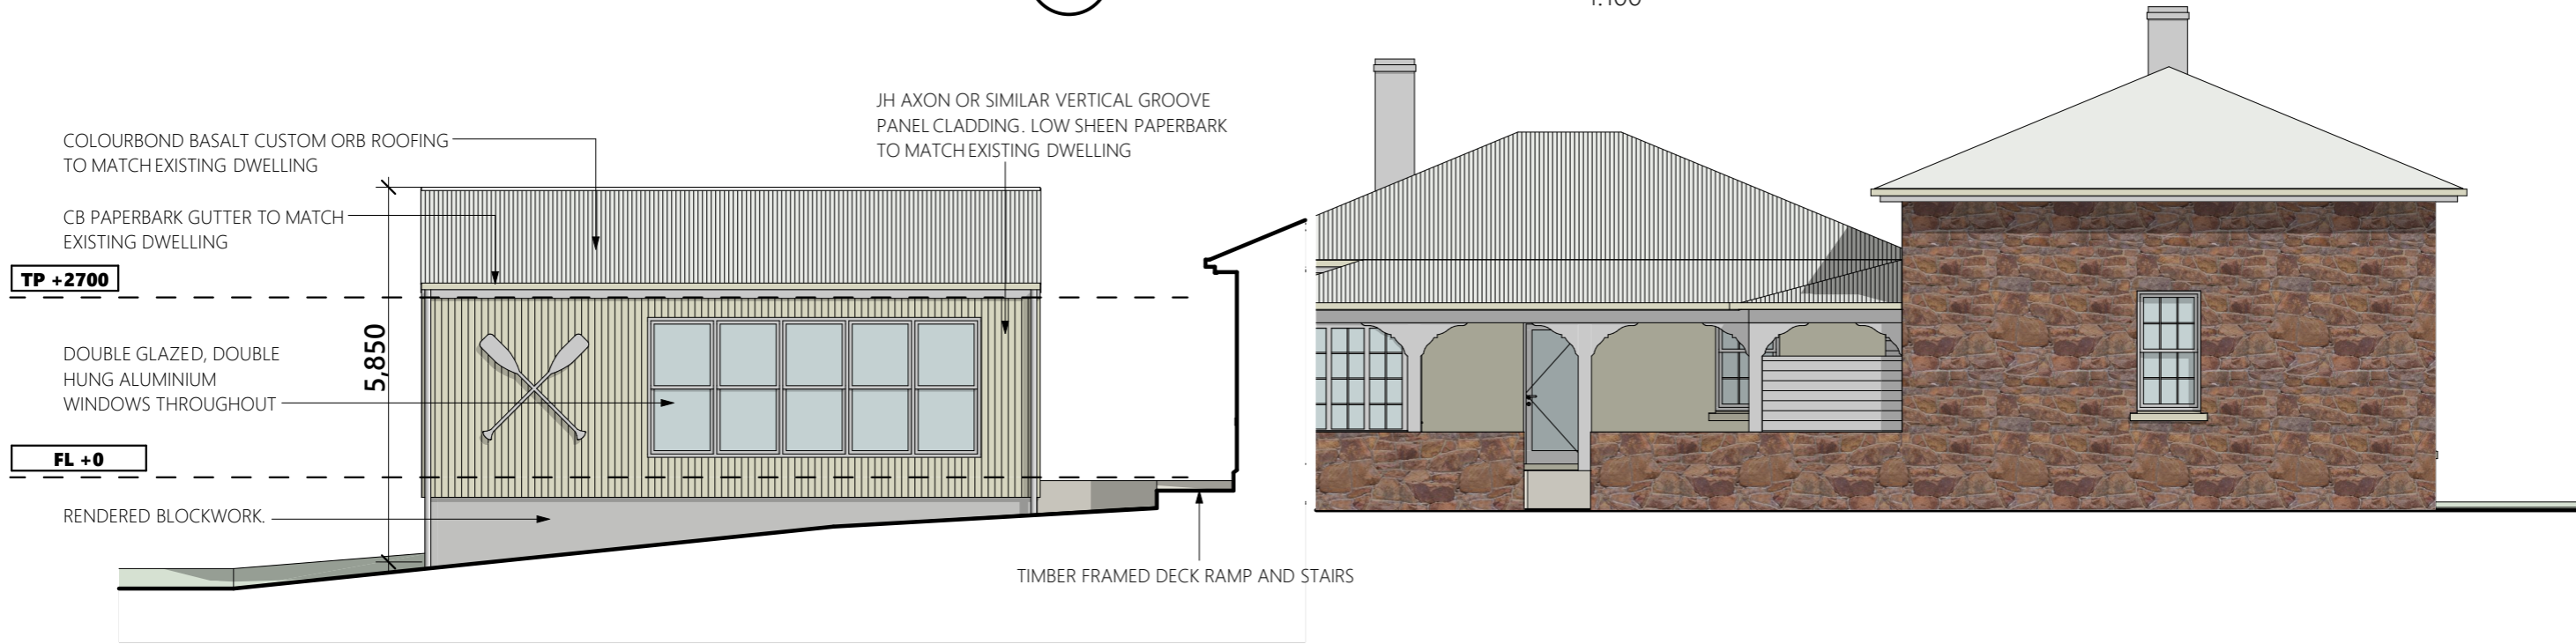 COLOURBOND BASALT CUSTOM ORB ROOFING
TO MATCH EXISTING DWELLING
CB PAPERBARK GUTTER TO MATCH
EXISTING DWELLING
TP +2700
DOUBLE GLAZED, DOUBLE
HUNG ALUMINIUM
WINDOWS THROUGHOUT
FL +0
RENDERED BLOCKWORK.
5,850
JH AXON OR SIMILAR VERTICAL GROOVE
PANEL CLADDING. LOW SHEEN PAPERBARK
TO MATCH EXISTING DWELLING
TIMBER FRAMED DECK RAMP AND STAIRS